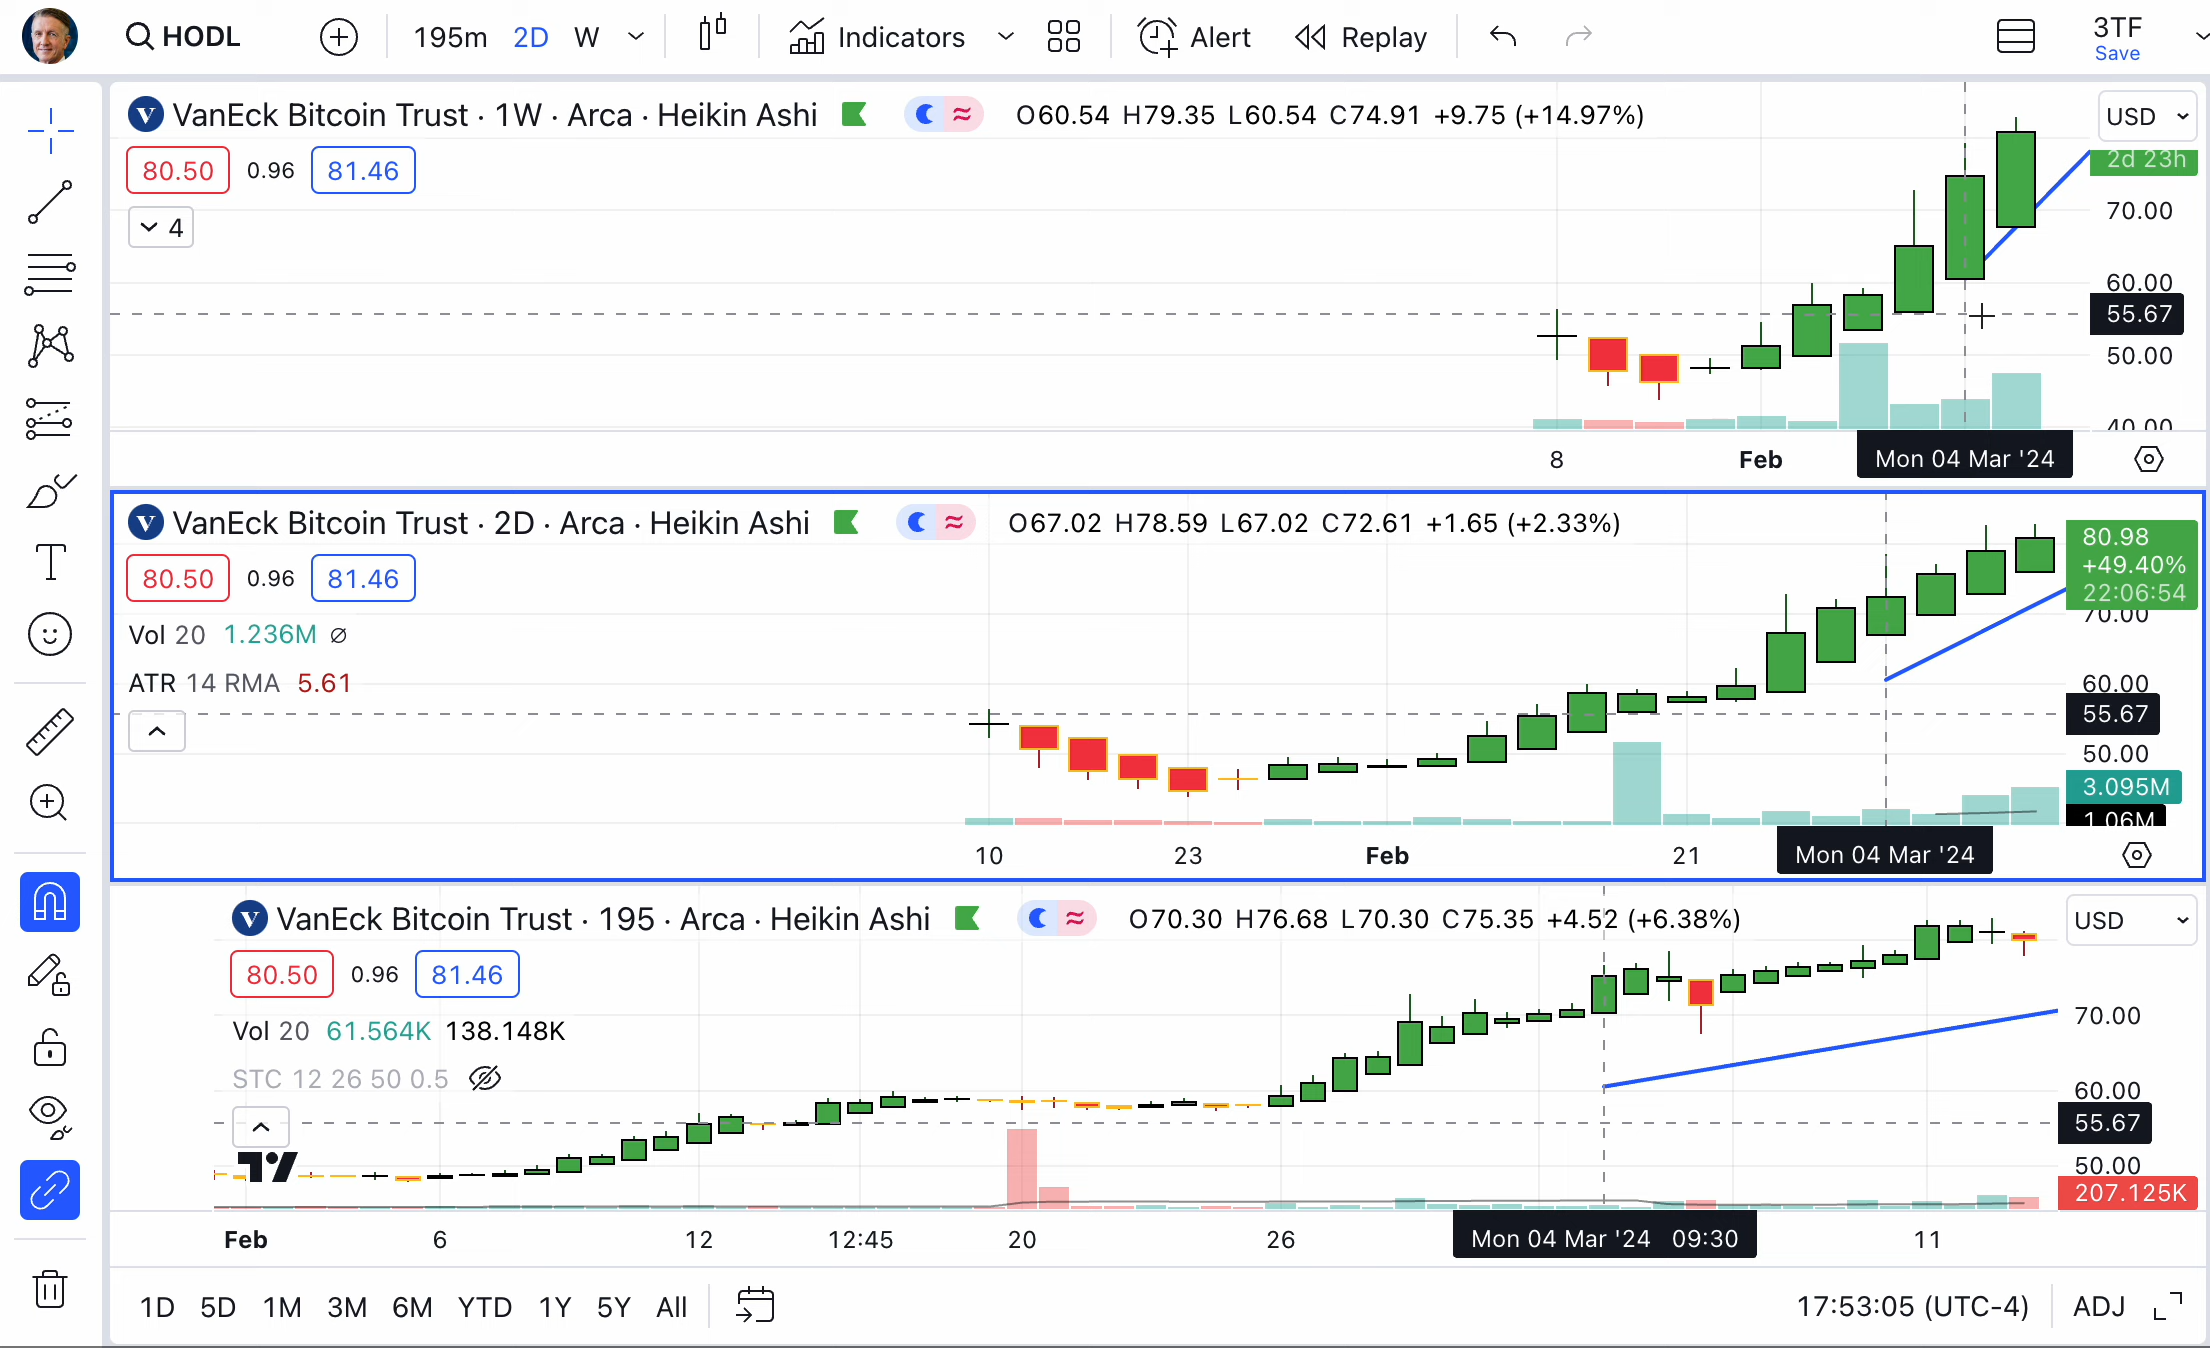 HODL 195m 2D W Indicators Alert Replay 3TF
Save
VanEck Bitcoin Trust · 1W · Arca · Heikin Ashi O60.54 H79.35 L60.54 C74.91 +9.75 (+14.97%) USD
2d 23h
80.50 0.96 81.46
70.00
4
60.00
55.67
50.00
40.00
8 Feb Mon 04 Mar '24
VanEck Bitcoin Trust · 2D · Arca · Heikin Ashi O67.02 H78.59 L67.02 C72.61 +1.65 (+2.33%)
80.98
+49.40%
22:06:54
80.50 0.96 81.46
70.00
Vol 20 1.236M ∅
ATR 14 RMA 5.61
60.00
55.67
50.00
3.095M
1.06M
10 23 Feb 21 Mon 04 Mar '24
VanEck Bitcoin Trust · 195 · Arca · Heikin Ashi O70.30 H76.68 L70.30 C75.35 +4.52 (+6.38%) USD
80.50 0.96 81.46
70.00
Vol 20 61.564K 138.148K
STC 12 26 50 0.5
60.00
55.67
50.00
207.125K
Feb 6 12 12:45 20 26 Mon 04 Mar '24 09:30 11
1D 5D 1M 3M 6M YTD 1Y 5Y All 17:53:05 (UTC-4) ADJ